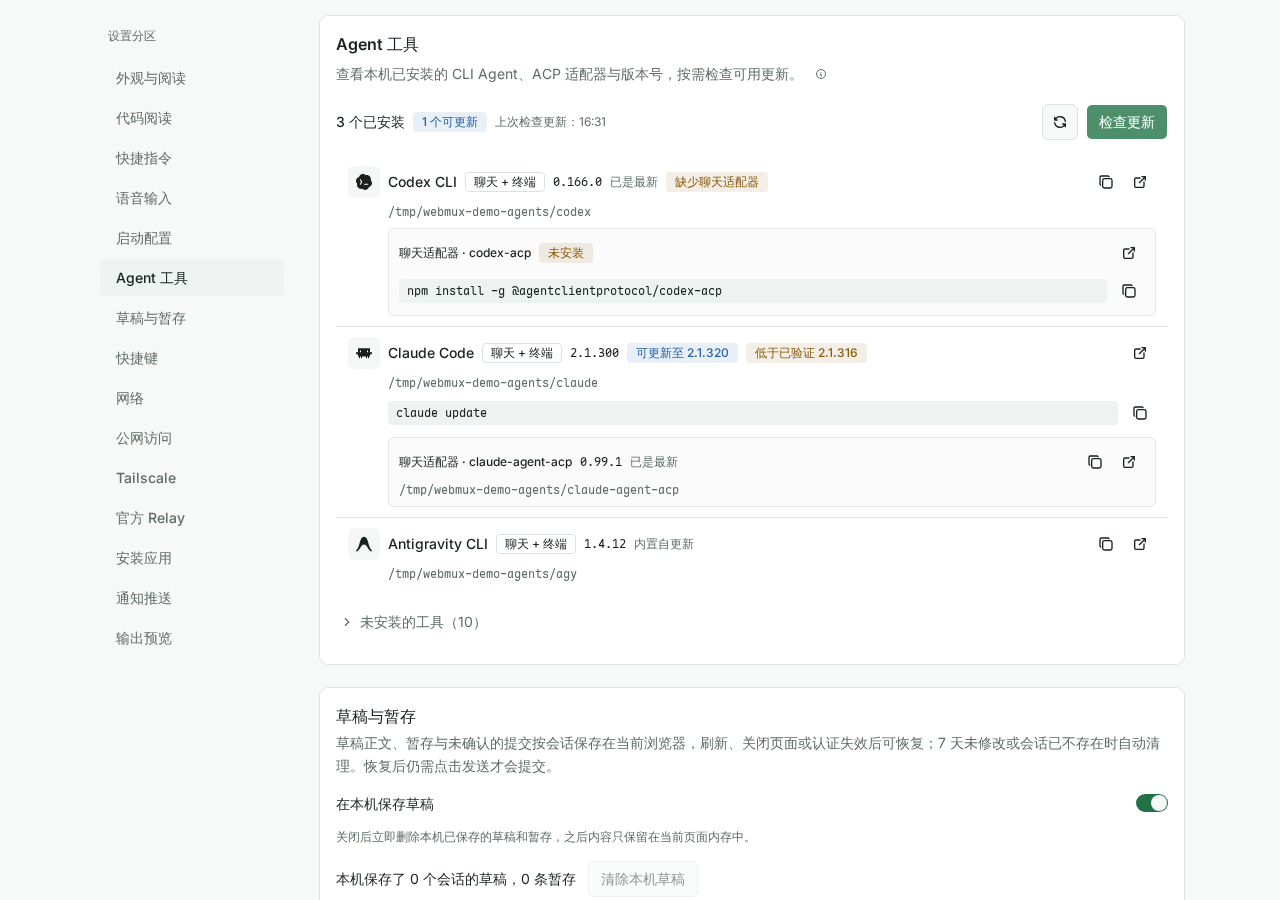 设置分区
外观与阅读
代码阅读
快捷指令
语音输入
启动配置
Agent 工具
草稿与暂存
快捷键
网络
公网访问
Tailscale
官方 Relay
安装应用
通知推送
输出预览
Agent 工具
查看本机已安装的 CLI Agent、ACP 适配器与版本号，按需检查可用更新。
3 个已安装 1 个可更新 上次检查更新：16:31 检查更新
Codex CLI 聊天 + 终端 0.166.0 已是最新 缺少聊天适配器
/tmp/webmux-demo-agents/codex
聊天适配器 · codex-acp 未安装
npm install -g @agentclientprotocol/codex-acp
Claude Code 聊天 + 终端 2.1.300 可更新至 2.1.320 低于已验证 2.1.316
/tmp/webmux-demo-agents/claude
claude update
聊天适配器 · claude-agent-acp 0.99.1 已是最新
/tmp/webmux-demo-agents/claude-agent-acp
Antigravity CLI 聊天 + 终端 1.4.12 内置自更新
/tmp/webmux-demo-agents/agy
未安装的工具（10）
草稿与暂存
草稿正文、暂存与未确认的提交按会话保存在当前浏览器，刷新、关闭页面或认证失效后可恢复；7 天未修改或会话已不存在时自动清
理。恢复后仍需点击发送才会提交。
在本机保存草稿
关闭后立即删除本机已保存的草稿和暂存，之后内容只保留在当前页面内存中。
本机保存了 0 个会话的草稿，0 条暂存 清除本机草稿